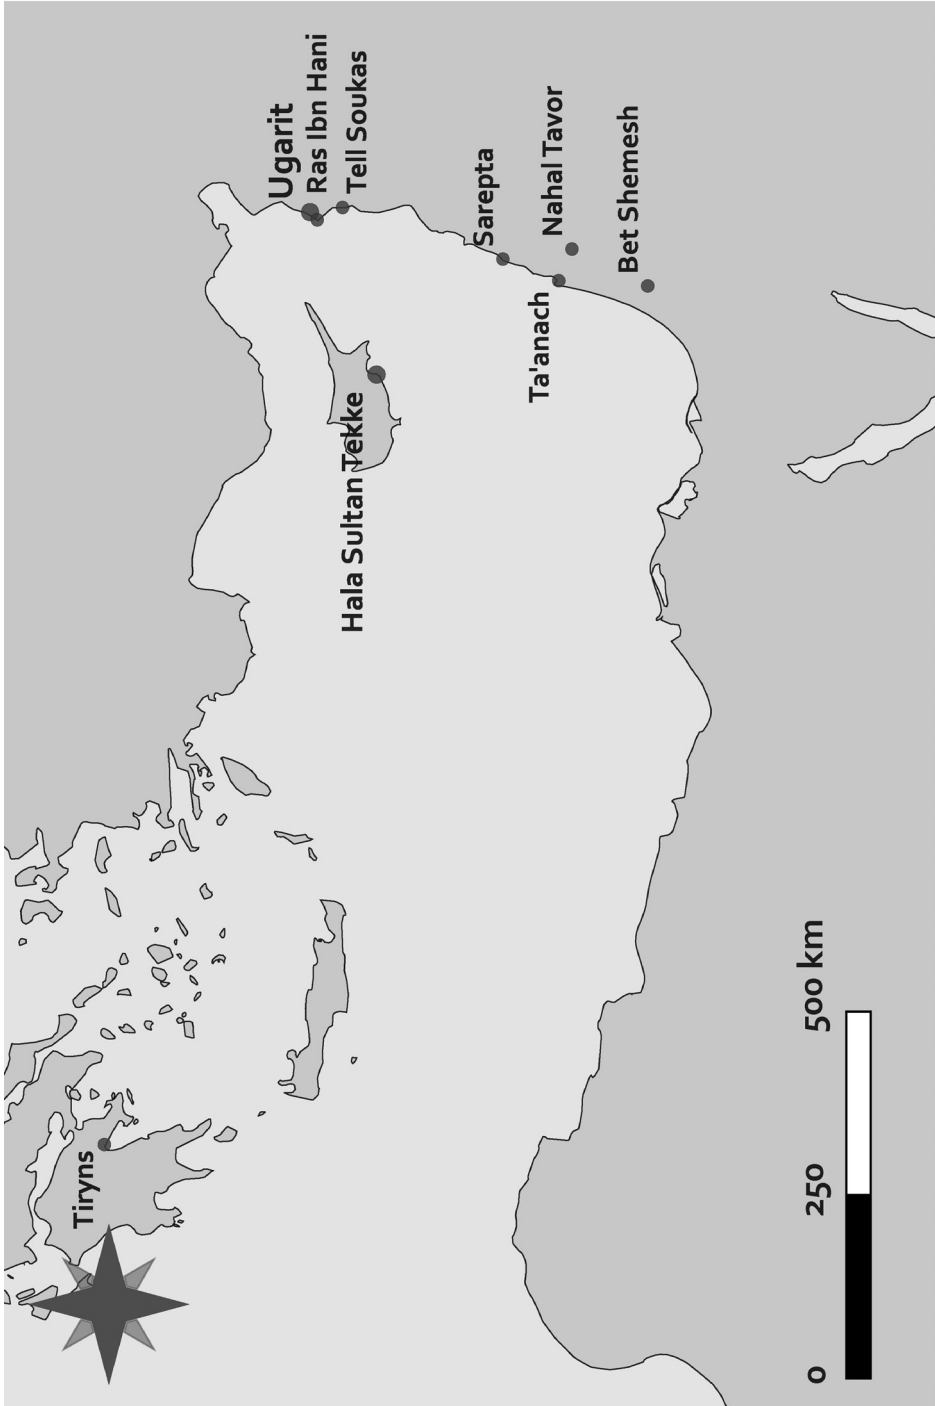 Tiryns
Ugarit
Ras Ibn Hani
Tell Soukas
Hala Sultan Tekke
Sarepta
Ta'anach
Nahal Tavor
Bet Shemesh
0
250
500 km